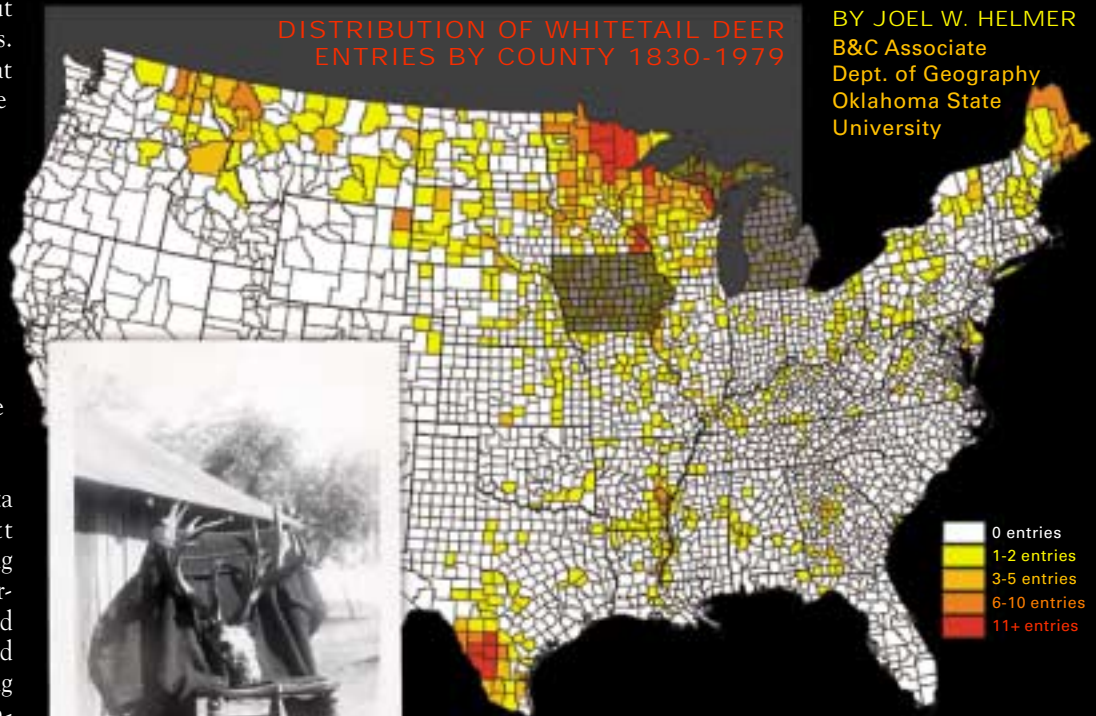 DISTRIBUTION OF WHITETAIL DEER
ENTRIES BY COUNTY 1830-1979
BY JOEL W. HELMER
B&C Associate
Dept. of Geography
Oklahoma State
University
0 entries
1-2 entries
3-5 entries
6-10 entries
11+ entries